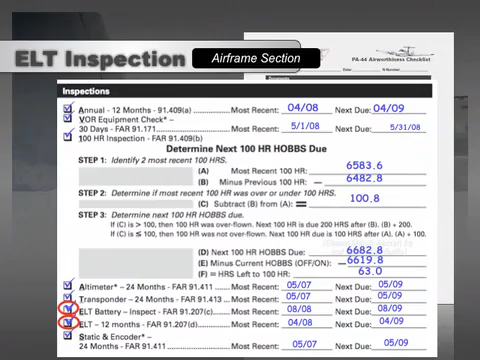 ELT Inspection
Airframe Section
PA-44 Airworthiness Checklist
Inspections
Annual - 12 Months - 91.409(a) Most Recent: 04/08 Next Due: 04/09
VOR Equipment Check* –
30 Days - FAR 91.171 Most Recent: 5/1/08 Next Due: 5/31/08
100 HR Inspection - FAR 91.409(b)
Determine Next 100 HR HOBBS Due
STEP 1: Identify 2 most recent 100 HRS.
(A) Most Recent 100 HR: 6583.6
(B) Minus Previous 100 HR: – 6482.8
STEP 2: Determine if most recent 100 HR was over or under 100 HRS.
(C) Subtract (B) from (A): = 100.8
STEP 3: Determine next 100 HR HOBBS due.
If (C) is > 100, then 100 HR was over-flown. Next 100 HR is due 200 HRS after (B). (B) + 200.
If (C) is ≤ 100, then 100 HR was not over-flown. Next 100 HR due is 100 HRS after (A). (A) + 100.
(D) Next 100 HR HOBBS Due: 6682.8
(E) Minus Current HOBBS (OFF/ON) – 6619.8
(F) = HRS Left to 100 HR: 63.0
Altimeter* – 24 Months - FAR 91.411 Most Recent: 05/07 Next Due: 05/09
Transponder – 24 Months - FAR 91.413 Most Recent: 05/07 Next Due: 05/09
ELT Battery – Inspect - FAR 91.207(c) Most Recent: 08/08 Next Due: 08/09
ELT – 12 months - FAR 91.207(d) Most Recent: 04/08 Next Due: 04/09
Static & Encoder* –
24 Months - FAR 91.411 Most Recent: 05/07 Next Due: 05/09